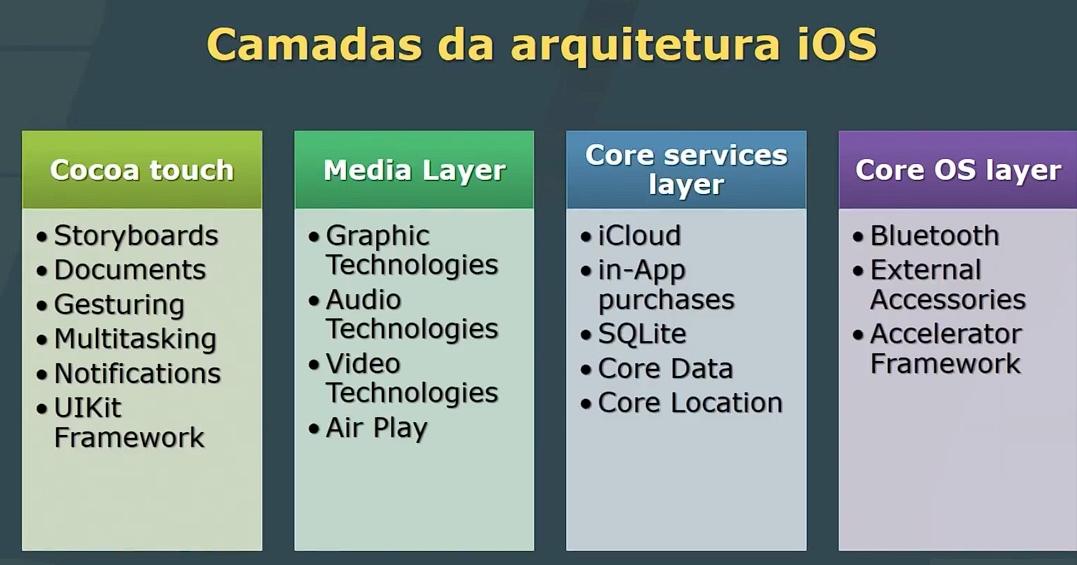 Camadas da arquitetura iOS
Cocoa touch
• Storyboards
• Documents
• Gesturing
• Multitasking
• Notifications
• UIKit
Framework
Media Layer
• Graphic
Technologies
• Audio
Technologies
• Video
Technologies
• Air Play
Core services
layer
• iCloud
• in-App
purchases
• SQLite
• Core Data
• Core Location
Core OS layer
• Bluetooth
• External
Accessories
• Accelerator
Framework